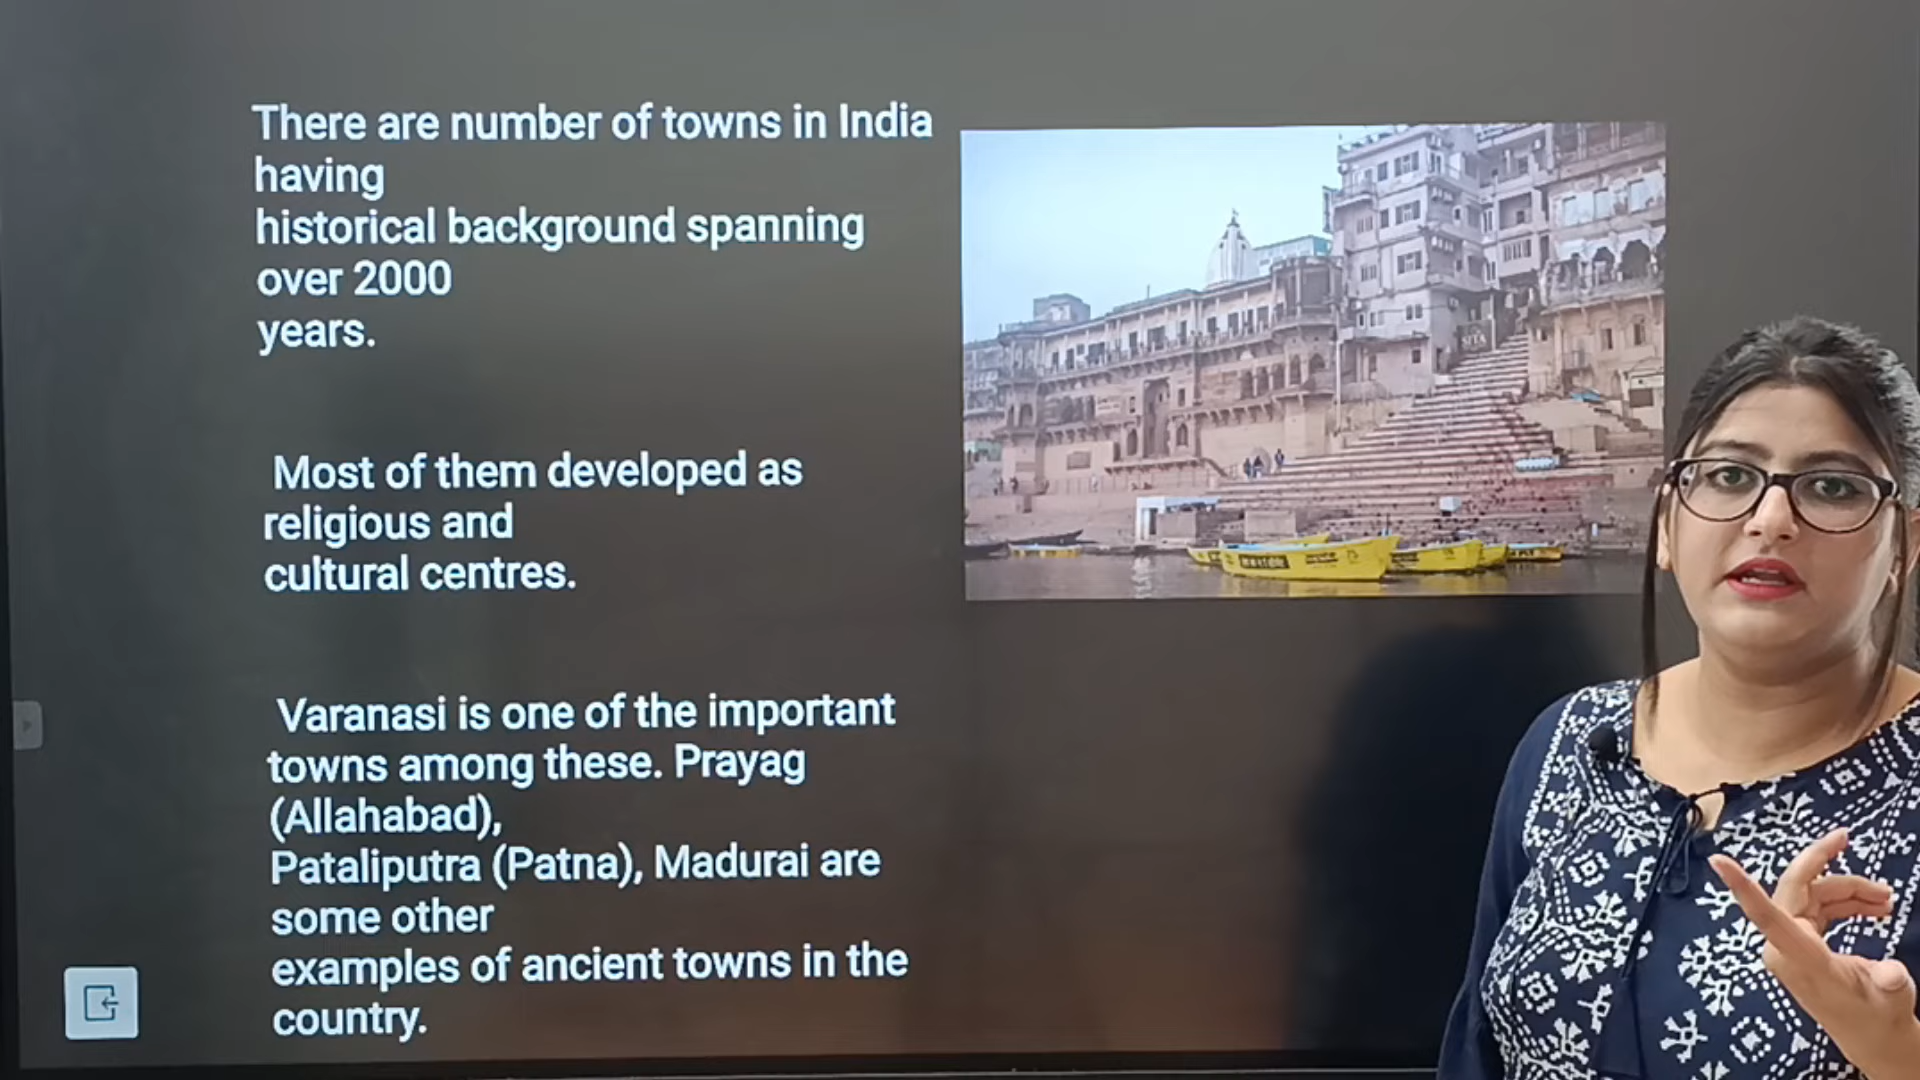 There are number of towns in India
having
historical background spanning
over 2000
years.
Most of them developed as
religious and
cultural centres.
Varanasi is one of the important
towns among these. Prayag
(Allahabad),
Pataliputra (Patna), Madurai are
some other
examples of ancient towns in the
country.
SITA